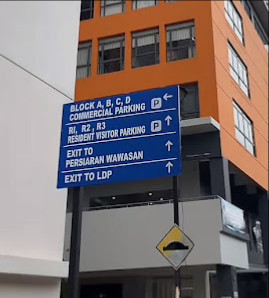 BLOCK A, B, C, D
COMMERCIAL PARKING P
R1, R2, R3
RESIDENT VISITOR PARKING P
EXIT TO
PERSIARAN WAWASAN
EXIT TO LDP